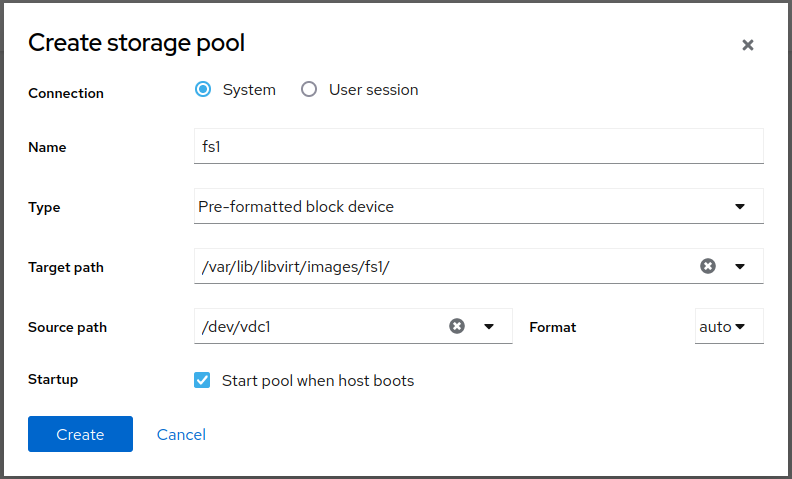 Create storage pool
Connection System User session
Name fs1
Type Pre-formatted block device
Target path /var/lib/libvirt/images/fs1/
Source path /dev/vdc1 Format auto
Startup Start pool when host boots
Create Cancel